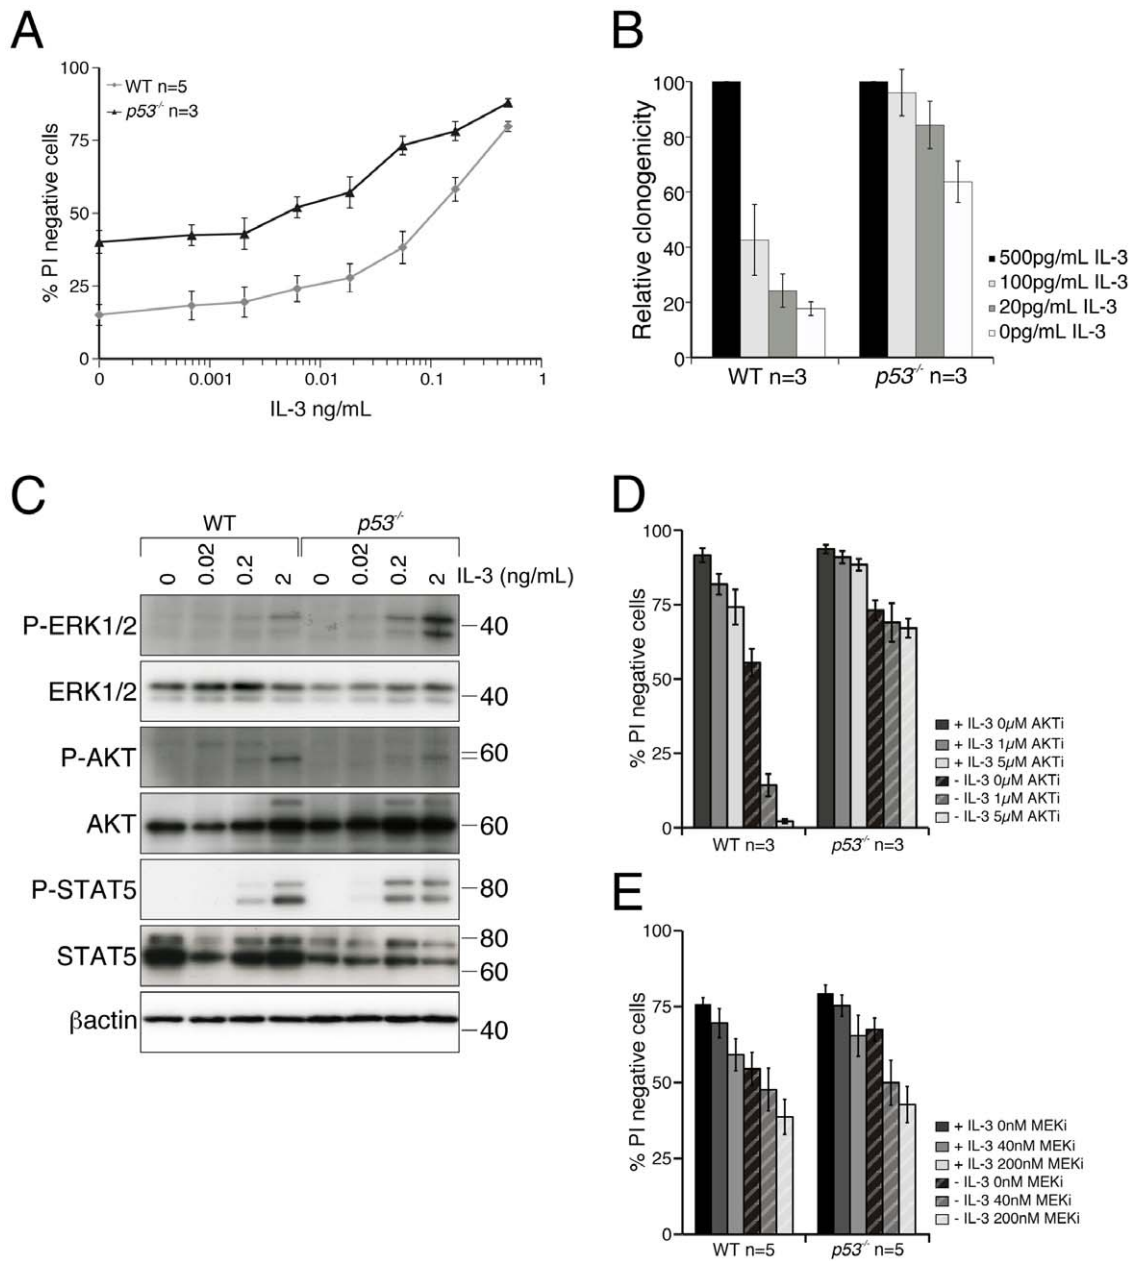 A
100
75
50
25
0
% PI negative cells
WT n=5
p53-/- n=3
0
0.001
0.01
0.1
1
IL-3 ng/mL
B
100
80
60
40
20
0
Relative clonogenicity
WT n=3
p53-/- n=3
500pg/mL IL-3
100pg/mL IL-3
20pg/mL IL-3
0pg/mL IL-3
C
WT
p53-/-
0 0.02 0.2 2 0 0.02 0.2 2 IL-3 (ng/mL)
P-ERK1/2
40
ERK1/2
40
P-AKT
60
AKT
60
P-STAT5
80
STAT5
80
60
βactin
40
D
100
75
50
25
0
% PI negative cells
WT n=3
p53-/- n=3
+ IL-3 0µM AKTi
+ IL-3 1µM AKTi
+ IL-3 5µM AKTi
- IL-3 0µM AKTi
- IL-3 1µM AKTi
- IL-3 5µM AKTi
E
100
75
50
25
0
% PI negative cells
WT n=5
p53-/- n=5
+ IL-3 0nM MEKi
+ IL-3 40nM MEKi
+ IL-3 200nM MEKi
- IL-3 0nM MEKi
- IL-3 40nM MEKi
- IL-3 200nM MEKi